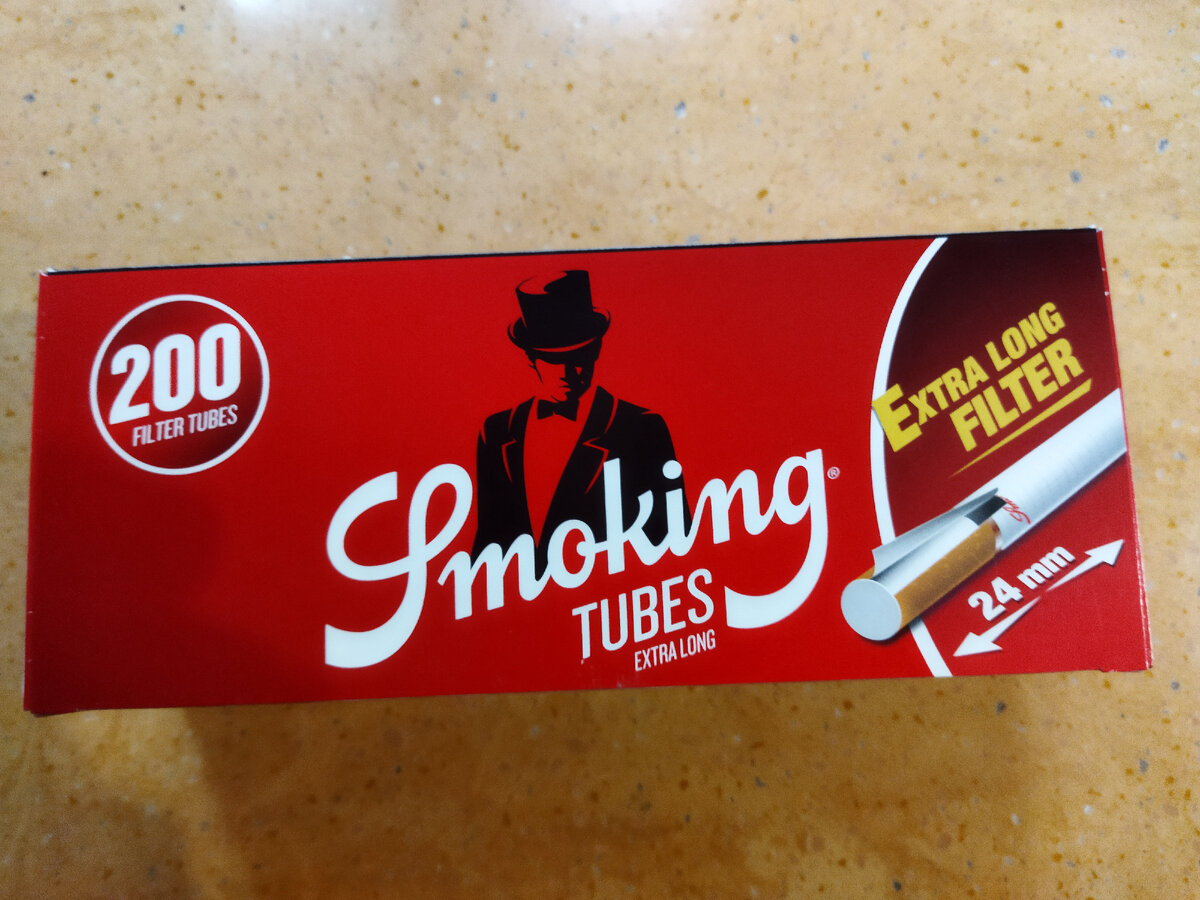 200
FILTER TUBES
Smoking®
TUBES
EXTRA LONG
EXTRA LONG
FILTER
24 mm